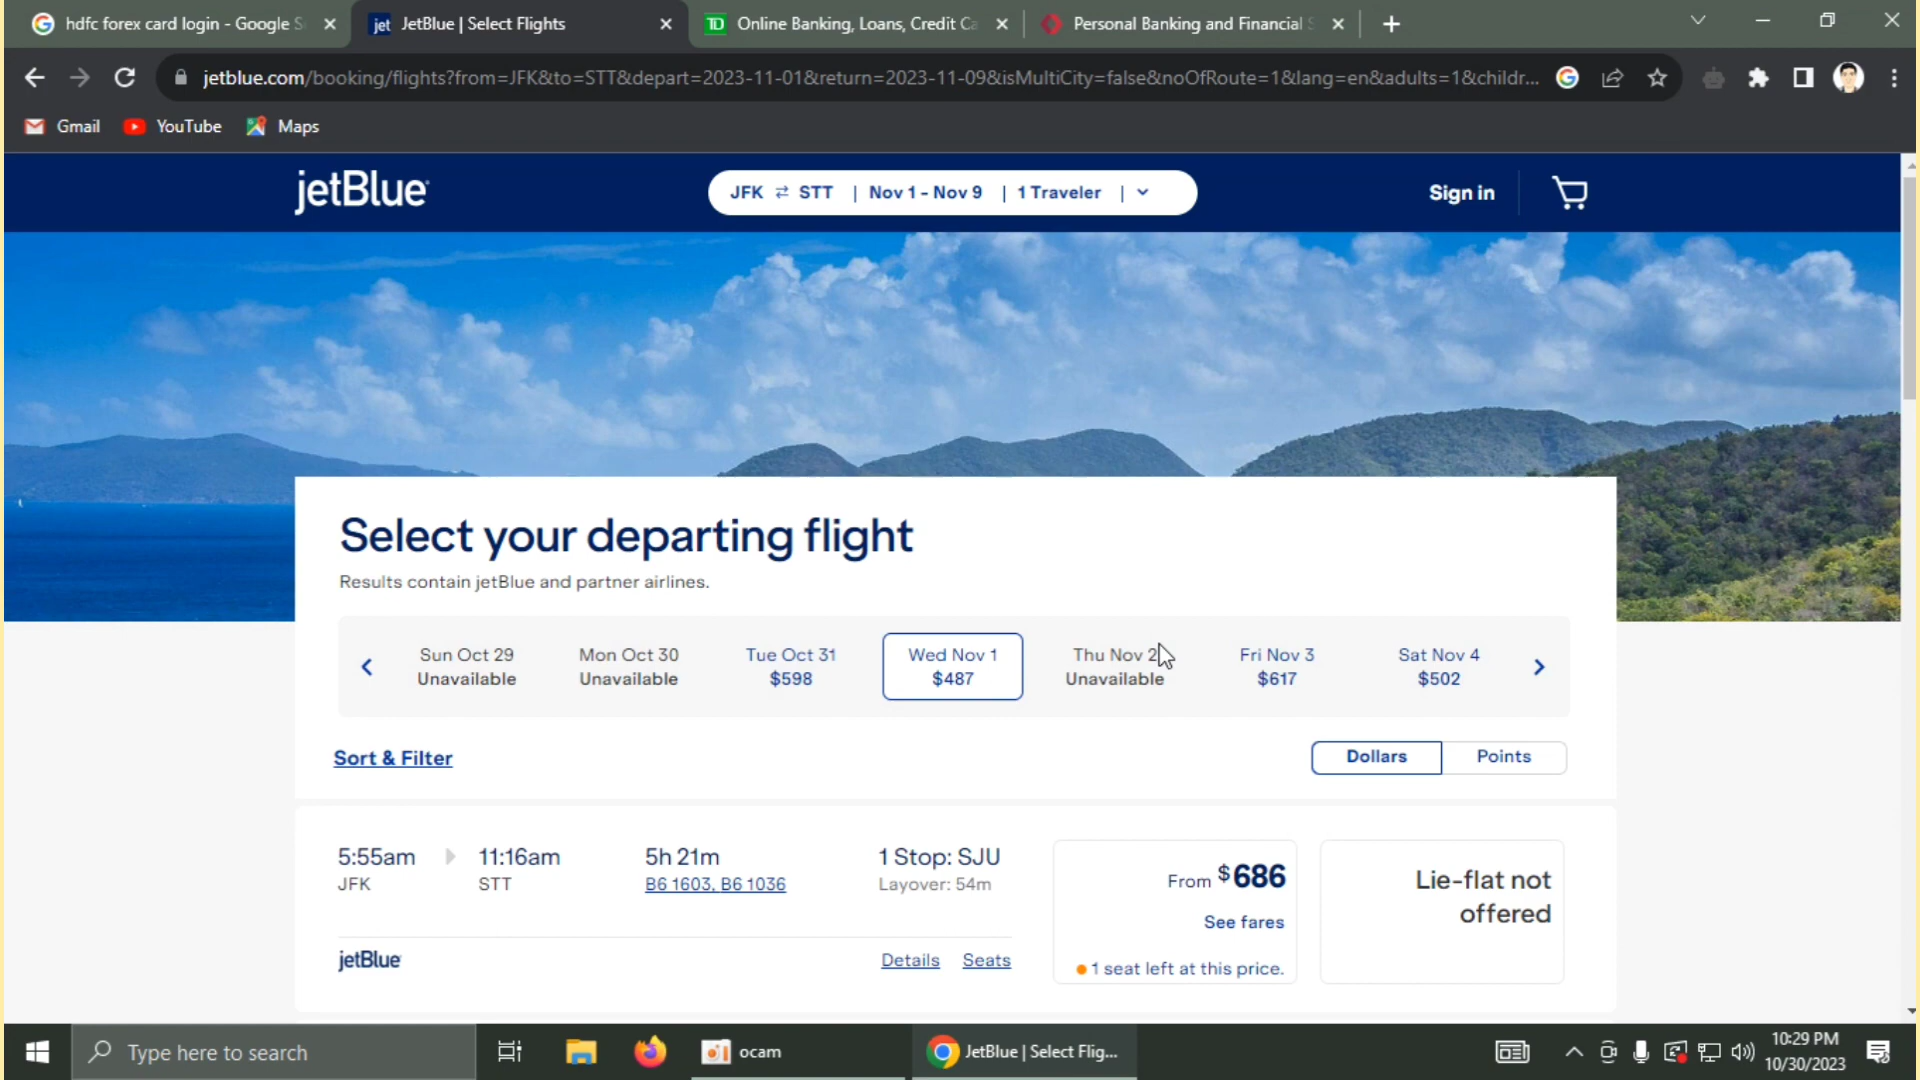 hdfc forex card login - Google S
JetBlue | Select Flights
Online Banking, Loans, Credit Ca
Personal Banking and Financial S
jetblue.com/booking/flights?from=JFK&to=STT&depart=2023-11-01&return=2023-11-09&isMultiCity=false&noOfRoute=1&lang=en&adults=1&childr...
Gmail YouTube Maps
jetBlue
JFK ⇄ STT | Nov 1 - Nov 9 | 1 Traveler |
Sign in
Select your departing flight
Results contain jetBlue and partner airlines.
Sun Oct 29 Mon Oct 30 Tue Oct 31 Wed Nov 1 Thu Nov 2 Fri Nov 3 Sat Nov 4
Unavailable Unavailable $598 $487 Unavailable $617 $502
Sort & Filter
Dollars Points
5:55am 11:16am 5h 21m 1 Stop: SJU
JFK STT B6 1603, B6 1036 Layover: 54m
From $686
See fares
1 seat left at this price.
Lie-flat not
offered
jetBlue
Details Seats
Type here to search
ocam
JetBlue | Select Flig...
10:29 PM
10/30/2023